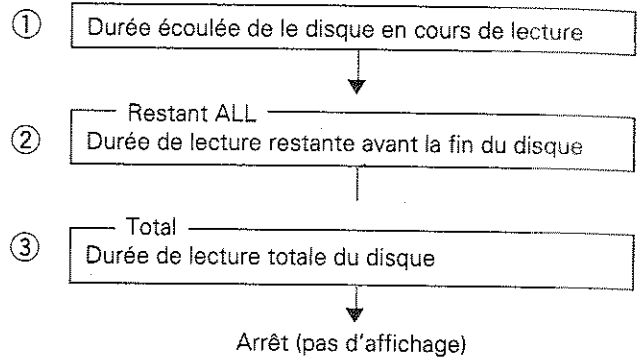 ① Durée écoulée de le disque en cours de lecture
Restant ALL
② Durée de lecture restante avant la fin du disque
Total
③ Durée de lecture totale du disque
Arrêt (pas d'affichage)